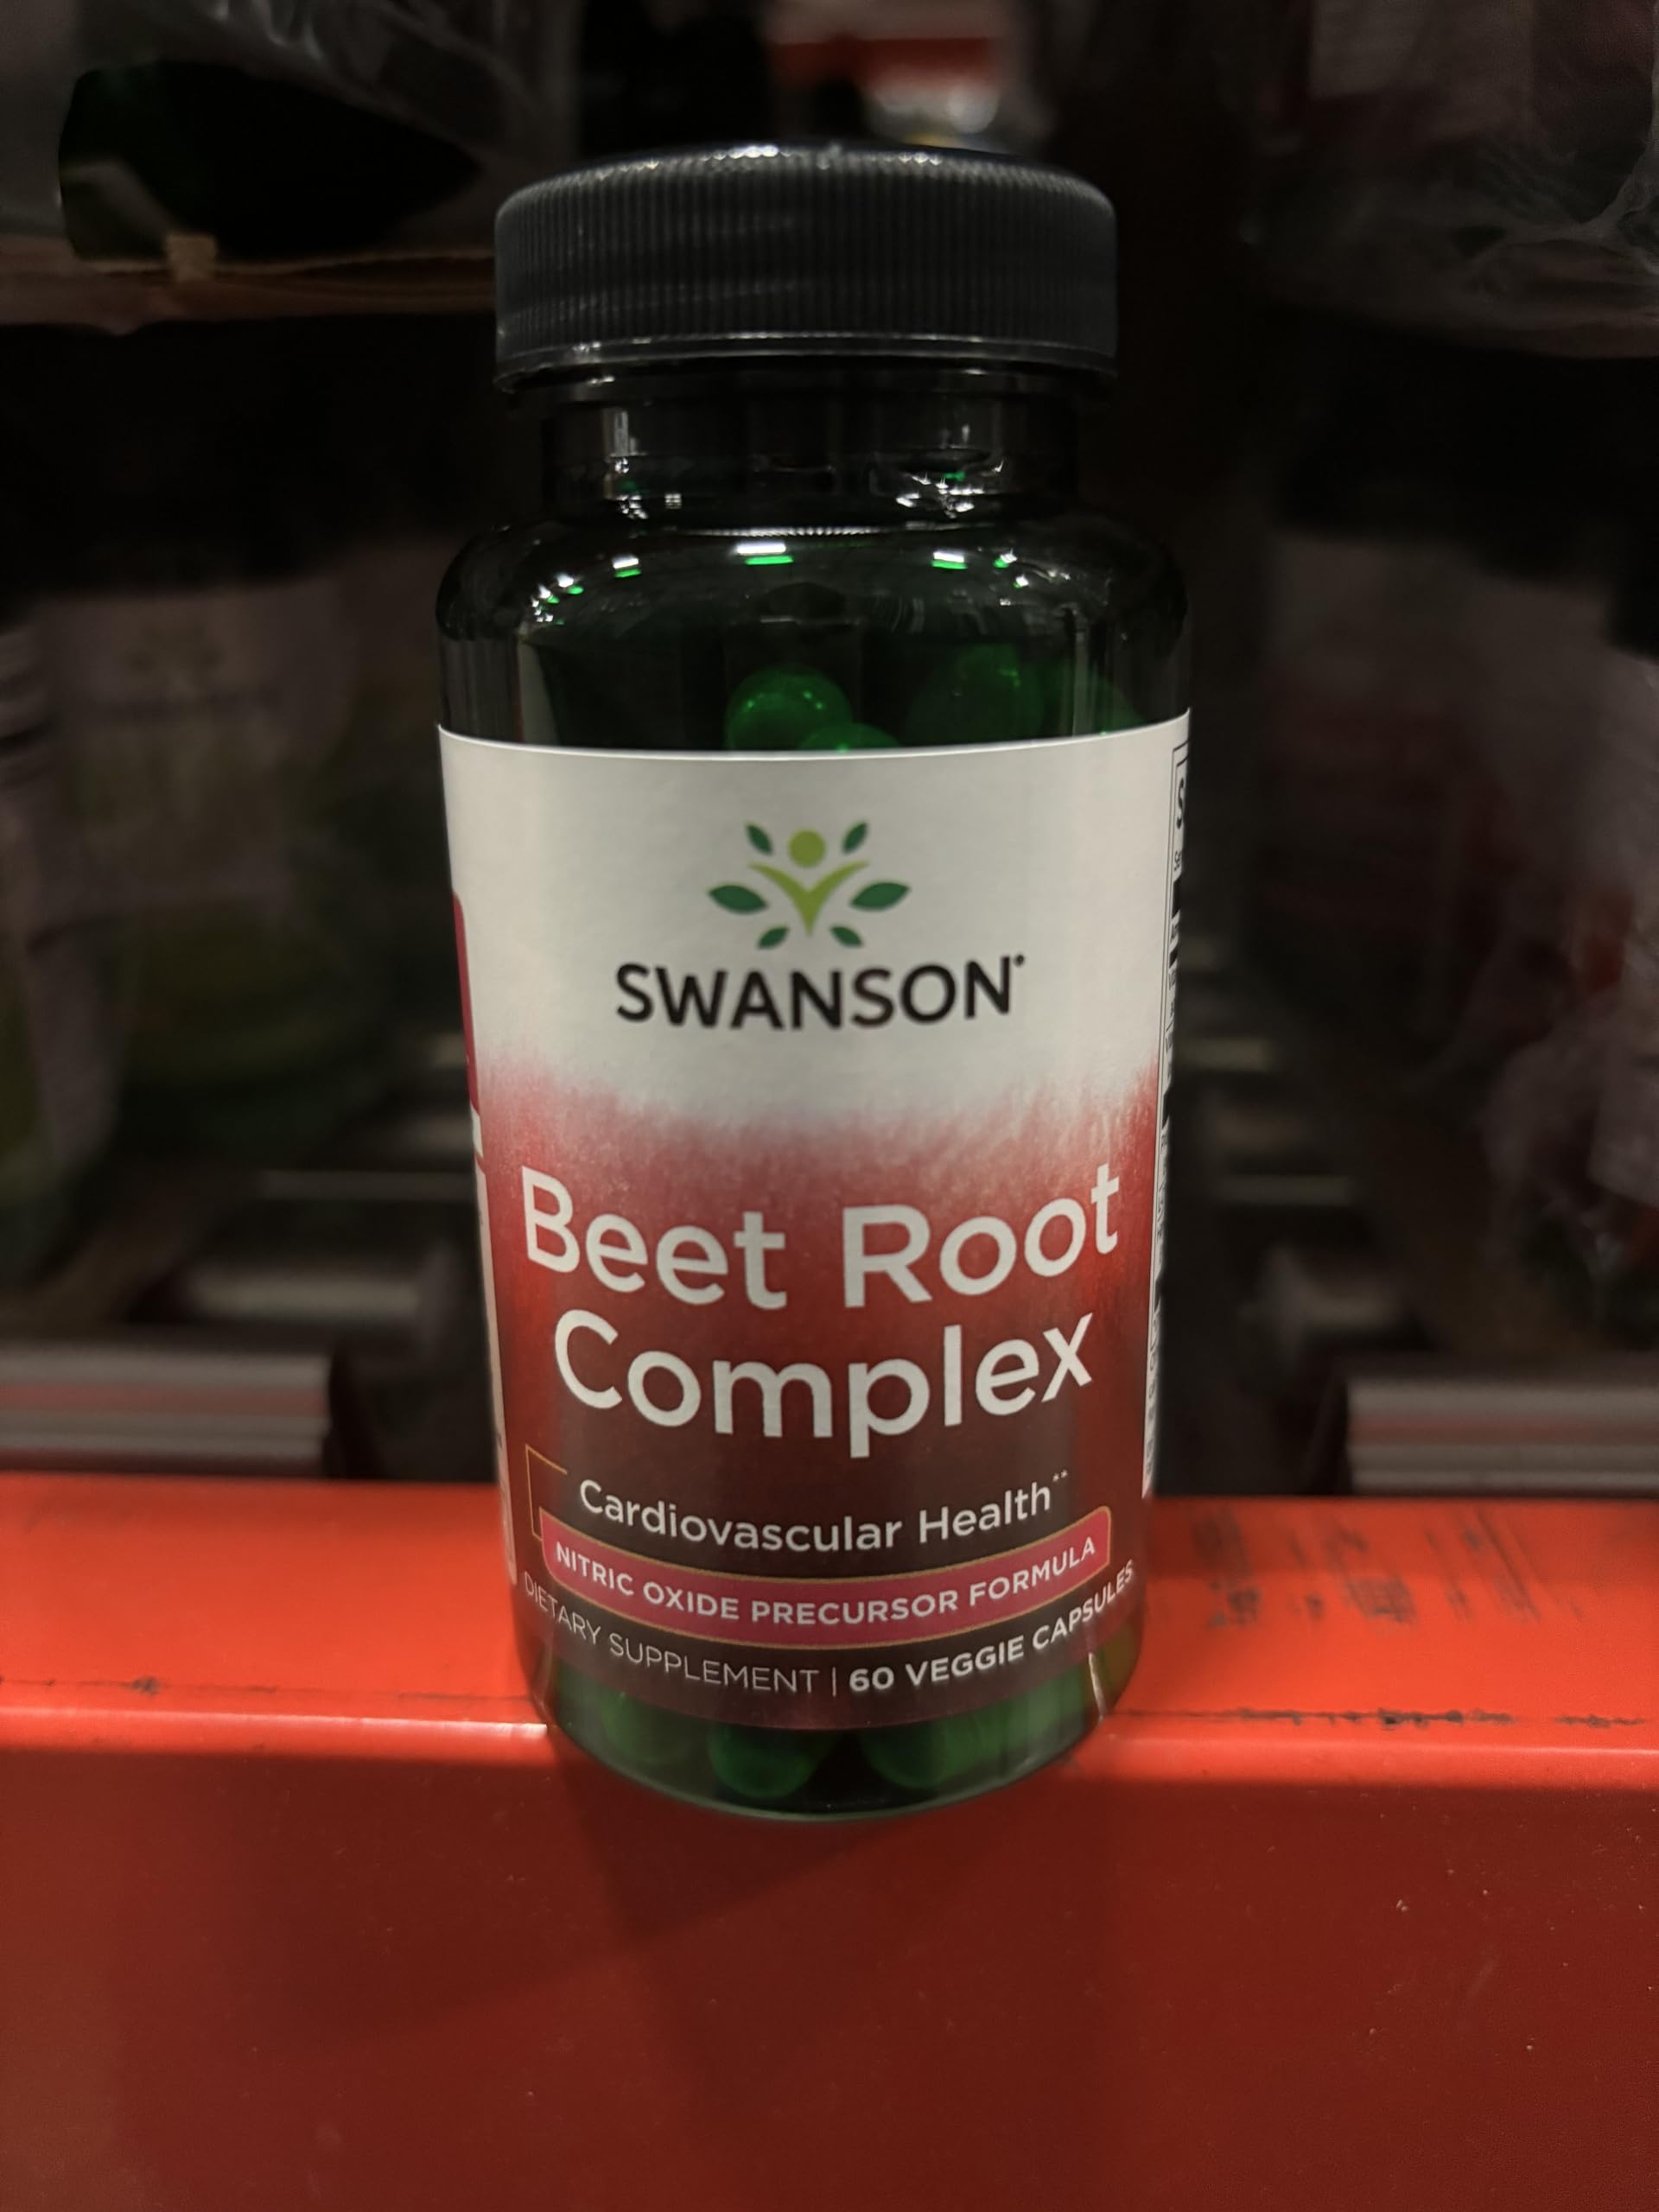 SWANSON
Beet Root
Complex
Cardiovascular Health**
NITRIC OXIDE PRECURSOR FORMULA
DIETARY SUPPLEMENT | 60 VEGGIE CAPSULES